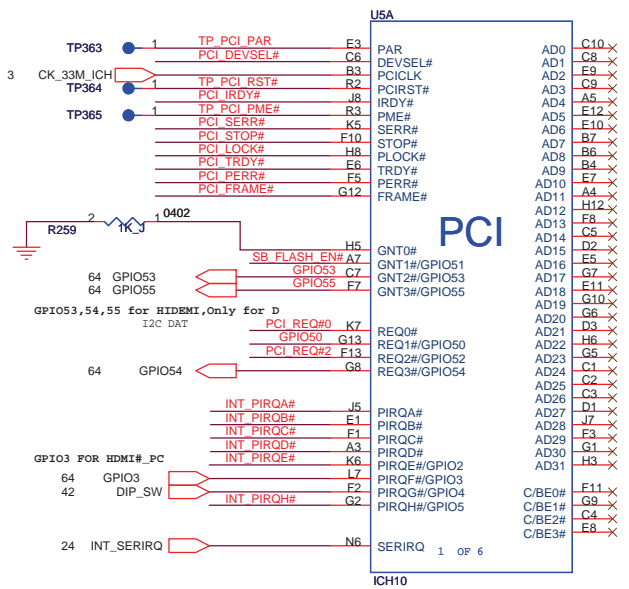 U5A
TP363 1 TP_PCI_PAR E3 PAR AD0 C10
PCI_DEVSEL# C6 DEVSEL# AD1 C8
3 CK_33M_ICH B3 PCICLK AD2 E9
TP364 1 TP_PCI_RST# R2 PCIRST# AD3 C9
PCI_IRDY# J8 IRDY# AD4 A5
TP365 1 TP_PCI_PME# R3 PME# AD5 E12
PCI_SERR# K5 SERR# AD6 E10
PCI_STOP# F10 STOP# AD7 B7
PCI_LOCK# H8 PLOCK# AD8 B6
PCI_TRDY# E6 TRDY# AD9 B4
PCI_PERR# F5 PERR# AD10 E7
PCI_FRAME# G12 FRAME# AD11 A4
AD12 H12
R259 2 1K_J 1 0402 AD13 F8
PCI
AD14 C5
H5 GNT0# AD15 D2
SB_FLASH_EN# A7 GNT1#/GPIO51 AD16 E5
64 GPIO53 GPIO53 C7 GNT2#/GPIO53 AD17 G7
64 GPIO55 GPIO55 F7 GNT3#/GPIO55 AD18 E11
GPIO53,54,55 for HIDEMI,Only for D AD19 G10
I2C DAT AD20 G6
PCI_REQ#0 K7 REQ0# AD21 D3
GPIO50 G13 REQ1#/GPIO50 AD22 H6
PCI_REQ#2 F13 REQ2#/GPIO52 AD23 G5
64 GPIO54 G8 REQ3#/GPIO54 AD24 C1
AD25 C2
AD26 C3
INT_PIRQA# J5 PIRQA# AD27 D1
INT_PIRQB# E1 PIRQB# AD28 J7
INT_PIRQC# F1 PIRQC# AD29 F3
INT_PIRQD# A3 PIRQD# AD30 G1
GPIO3 FOR HDMI#_PC INT_PIRQE# K6 PIRQE#/GPIO2 AD31 H3
64 GPIO3 L7 PIRQF#/GPIO3
42 DIP_SW F2 PIRQG#/GPIO4 C/BE0# F11
INT_PIRQH# G2 PIRQH#/GPIO5 C/BE1# G9
C/BE2# C4
C/BE3# E8
24 INT_SERIRQ N6 SERIRQ 1 OF 6
ICH10